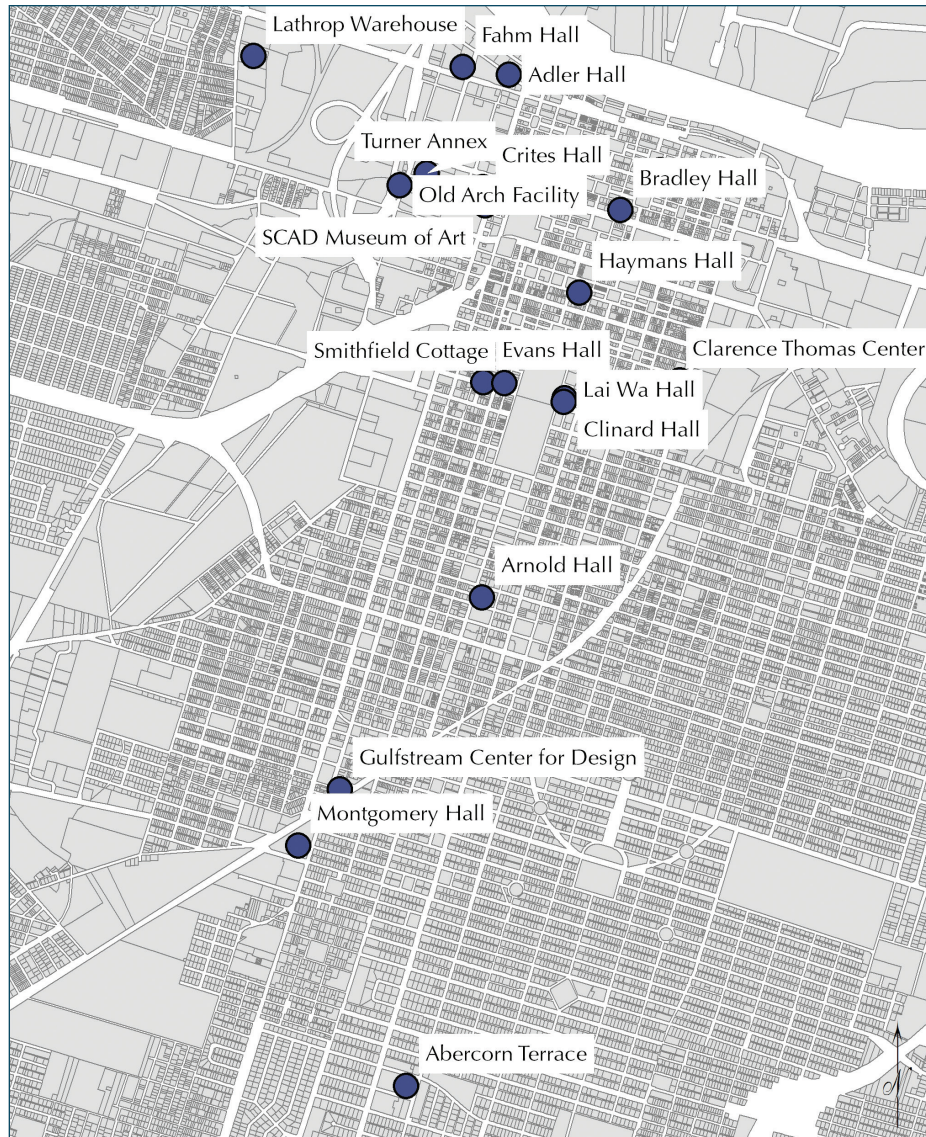 Lathrop Warehouse
Fahm Hall
Adler Hall
Turner Annex
Crites Hall
Bradley Hall
Old Arch Facility
SCAD Museum of Art
Haymans Hall
Smithfield Cottage
Evans Hall
Clarence Thomas Center
Lai Wa Hall
Clinard Hall
Arnold Hall
Gulfstream Center for Design
Montgomery Hall
Abercorn Terrace